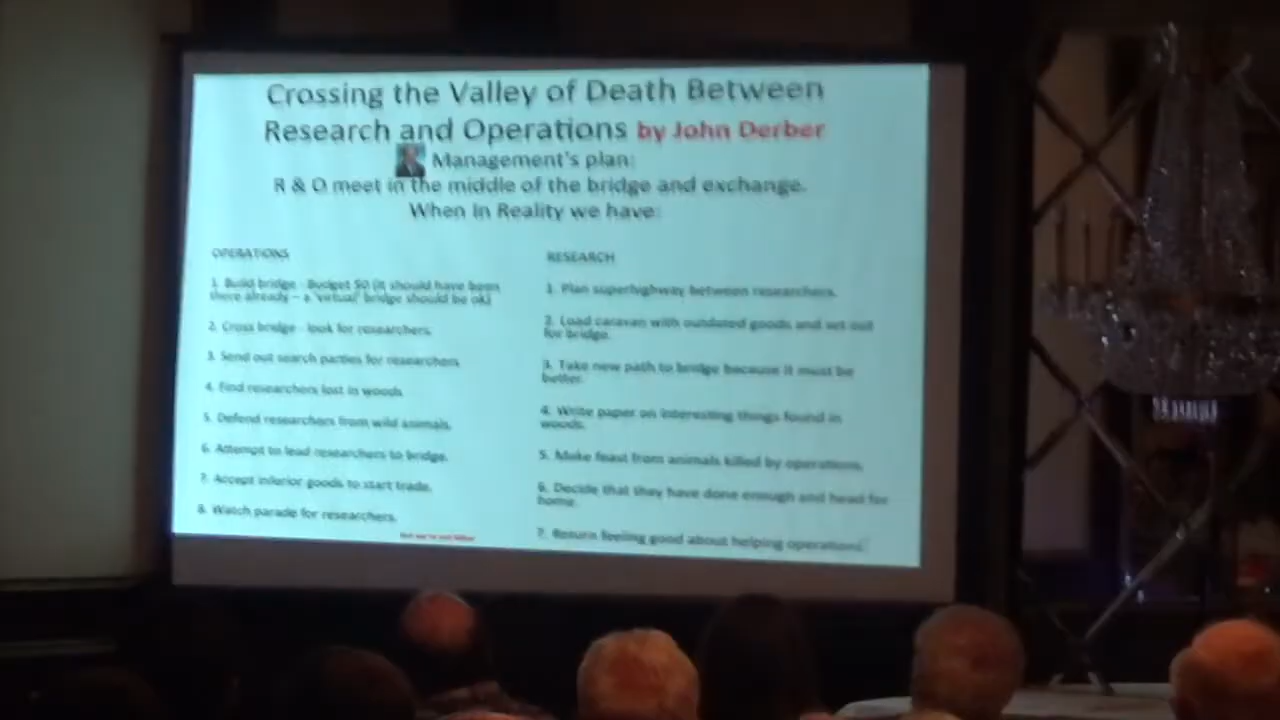 Crossing the Valley of Death Between
Research and Operations by John Derber
Management's plan:
R & O meet in the middle of the bridge and exchange.
When In Reality we have:
OPERATIONS
1. Build bridge - Budget $0 (it should have been
there already – a 'virtual' bridge should be ok)
2. Cross bridge - look for researchers.
3. Send out search parties for researchers
4. Find researchers lost in woods.
5. Defend researchers from wild animals.
6. Attempt to lead researchers to bridge.
7. Accept inferior goods to start trade.
8. Watch parade for researchers.
RESEARCH
1. Plan superhighway between researchers.
2. Load caravan with outdated goods and set out
for bridge.
3. Take new path to bridge because it must be
better.
4. Write paper on interesting things found in
woods.
5. Make feast from animals killed by operations.
6. Decide that they have done enough and head for
home.
7. Return feeling good about helping operations.